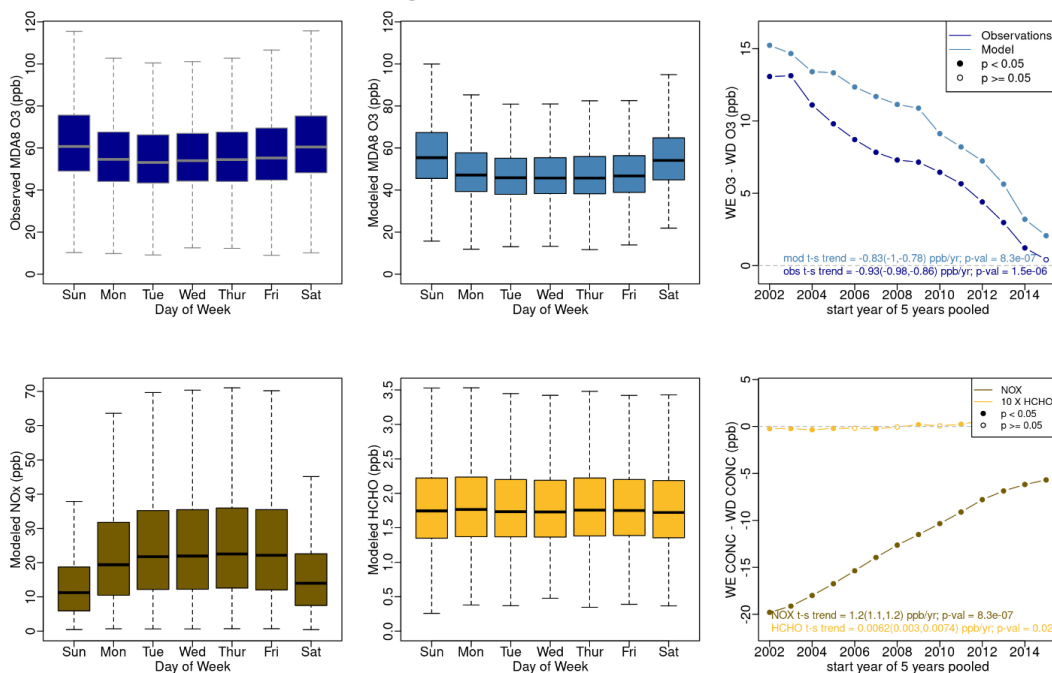 Observed MDA8 O3 (ppb)
0 20 40 60 80 100 120
Sun Mon Tue Wed Thur Fri Sat
Day of Week
Modeled MDA8 O3 (ppb)
0 20 40 60 80 100 120
Sun Mon Tue Wed Thur Fri Sat
Day of Week
WE O3 - WD O3 (ppb)
0 5 10 15
Observations
Model
p < 0.05
p >= 0.05
mod t-s trend = -0.83(-1,-0.78) ppb/yr; p-val = 8.3e-07
obs t-s trend = -0.93(-0.98,-0.86) ppb/yr; p-val = 1.5e-06
2002 2004 2006 2008 2010 2012 2014
start year of 5 years pooled
Modeled NOx (ppb)
0 10 20 30 40 50 60 70
Sun Mon Tue Wed Thur Fri Sat
Day of Week
Modeled HCHO (ppb)
0.0 0.5 1.0 1.5 2.0 2.5 3.0 3.5
Sun Mon Tue Wed Thur Fri Sat
Day of Week
WE CONC - WD CONC (ppb)
-20 -15 -10 -5 0 5
NOX
10 X HCHO
p < 0.05
p >= 0.05
NOX t-s trend = 1.2(1.1,1.2) ppb/yr; p-val = 8.3e-07
HCHO t-s trend = 0.0062(0.003,0.0074) ppb/yr; p-val = 0.02
2002 2004 2006 2008 2010 2012 2014
start year of 5 years pooled